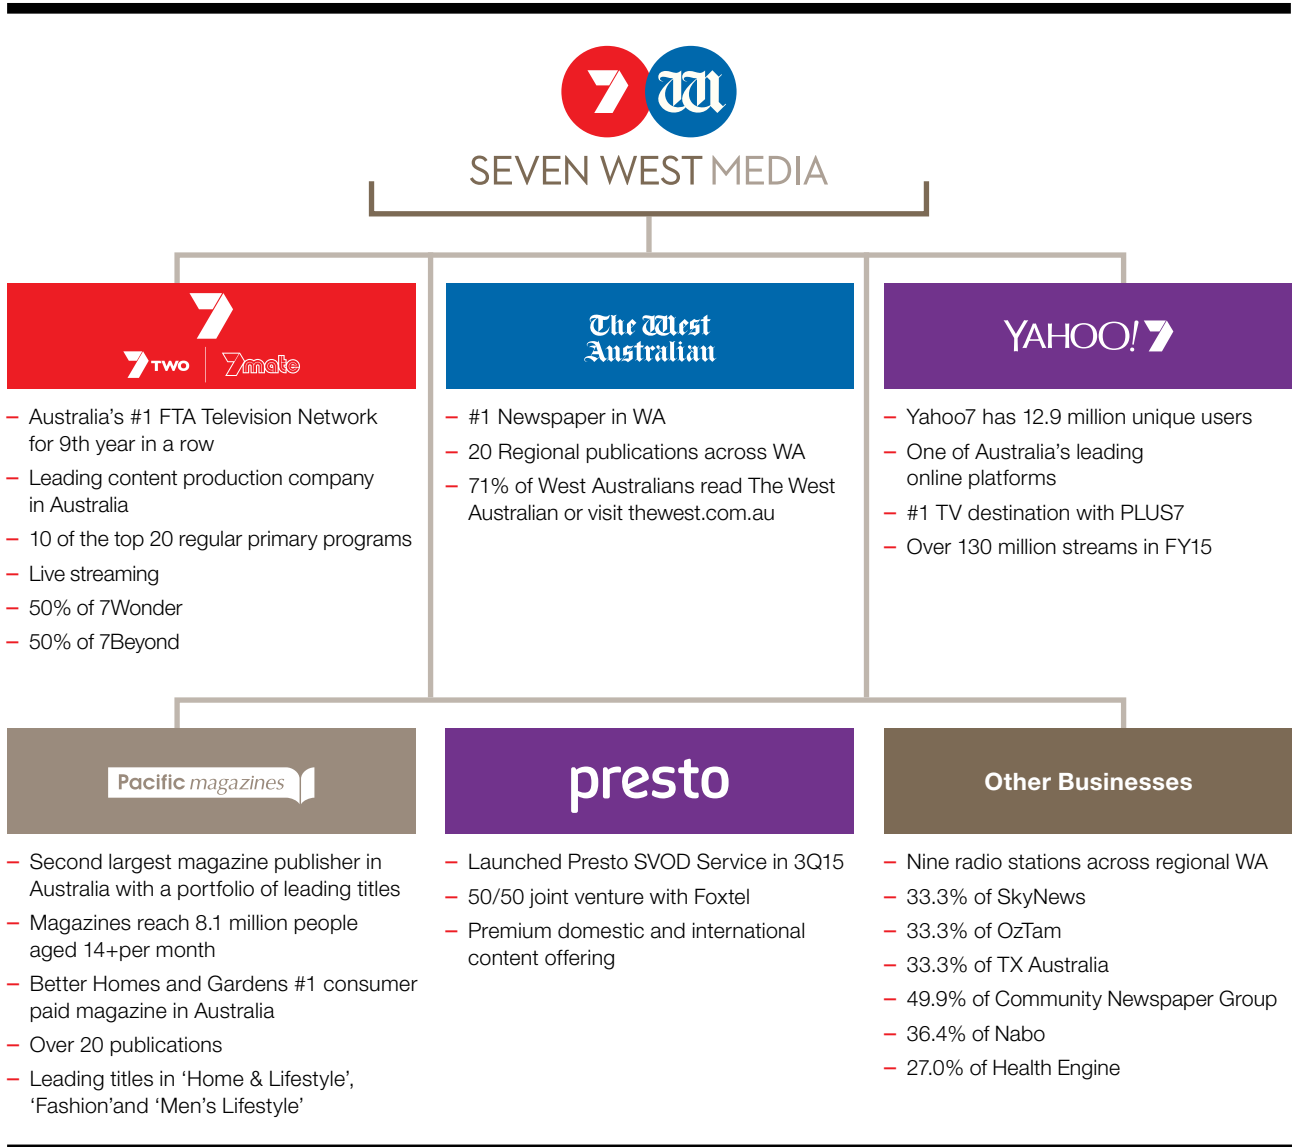 7 W
SEVEN WEST MEDIA
7
7TWO 7mate
– Australia’s #1 FTA Television Network
for 9th year in a row
– Leading content production company
in Australia
– 10 of the top 20 regular primary programs
– Live streaming
– 50% of 7Wonder
– 50% of 7Beyond
The West
Australian
– #1 Newspaper in WA
– 20 Regional publications across WA
– 71% of West Australians read The West
Australian or visit thewest.com.au
YAHOO!7
– Yahoo7 has 12.9 million unique users
– One of Australia’s leading
online platforms
– #1 TV destination with PLUS7
– Over 130 million streams in FY15
Pacific magazines
– Second largest magazine publisher in
Australia with a portfolio of leading titles
– Magazines reach 8.1 million people
aged 14+per month
– Better Homes and Gardens #1 consumer
paid magazine in Australia
– Over 20 publications
– Leading titles in ‘Home & Lifestyle’,
‘Fashion’and ‘Men’s Lifestyle’
presto
– Launched Presto SVOD Service in 3Q15
– 50/50 joint venture with Foxtel
– Premium domestic and international
content offering
Other Businesses
– Nine radio stations across regional WA
– 33.3% of SkyNews
– 33.3% of OzTam
– 33.3% of TX Australia
– 49.9% of Community Newspaper Group
– 36.4% of Nabo
– 27.0% of Health Engine